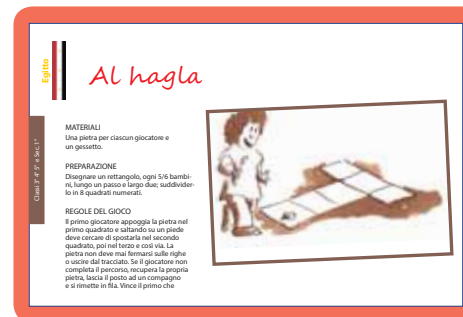 Egitto
Al hagla
Classi 3° 4° 5° e Sec. 1°
MATERIALI
Una pietra per ciascun giocatore e
un gessetto.
PREPARAZIONE
Disegnare un rettangolo, ogni 5/6 bambi-
ni, lungo un passo e largo due; suddivider-
lo in 8 quadrati numerati.
REGOLE DEL GIOCO
Il primo giocatore appoggia la pietra nel
primo quadrato e saltando su un piede
deve cercare di spostarla nel secondo
quadrato, poi nel terzo e così via. La
pietra non deve mai fermarsi sulle righe
o uscire dal tracciato. Se il giocatore non
completa il percorso, recupera la propria
pietra, lascia il posto ad un compagno
e si rimette in fila. Vince il primo che